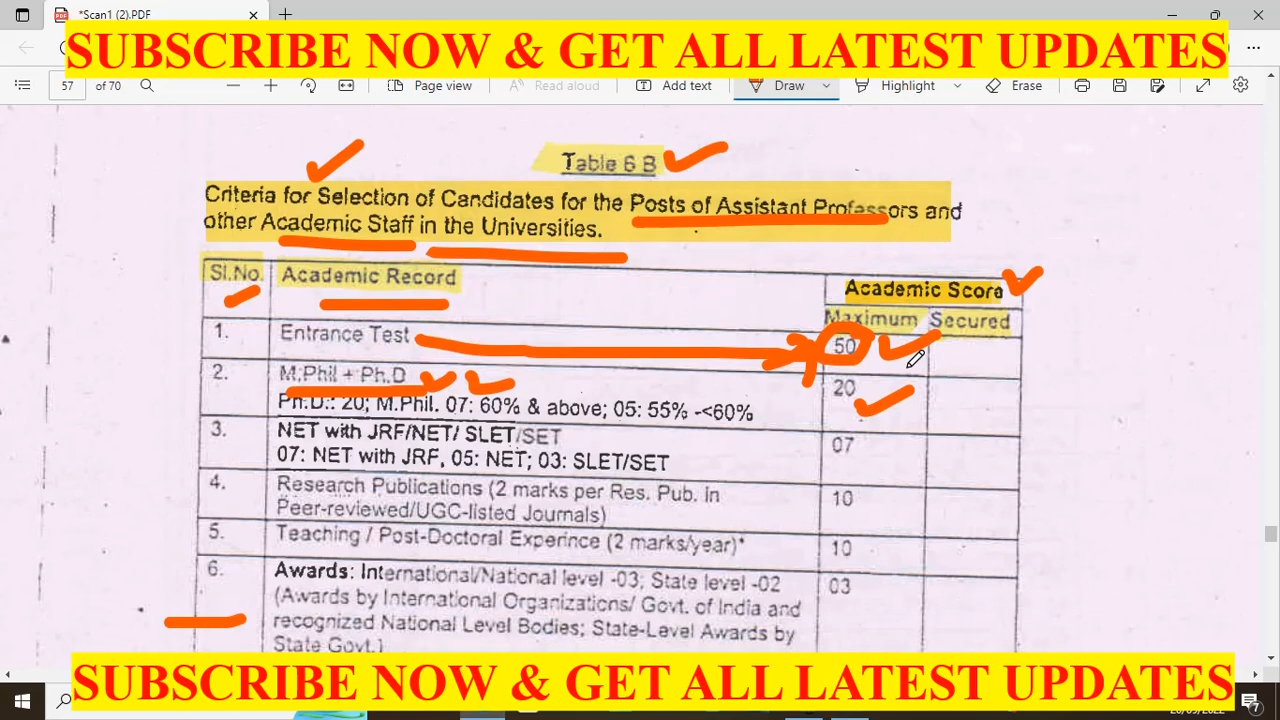 *Scan1 (2).PDF
SUBSCRIBE NOW & GET ALL LATEST UPDATES
57 of 70
Page view
Read aloud
Add text
Draw
Highlight
Erase
Table 6 B
Criteria for Selection of Candidates for the Posts of Assistant Professors and
other Academic Staff in the Universities.
Sl.No. Academic Record Academic Score
Maximum Secured
1. Entrance Test 50
2. M.Phil + Ph.D 20
Ph.D.: 20; M.Phil. 07: 60% & above; 05: 55% -<60%
3. NET with JRF/NET/ SLET/SET 07
07: NET with JRF, 05: NET; 03: SLET/SET
4. Research Publications (2 marks per Res. Pub. in 10
Peer-reviewed/UGC-listed Journals)
5. Teaching / Post-Doctoral Experince (2 marks/year)* 10
6. Awards: International/National level -03; State level -02 03
(Awards by International Organizations/ Govt. of India and
recognized National Level Bodies; State-Level Awards by
State Govt.)
SUBSCRIBE NOW & GET ALL LATEST UPDATES
7